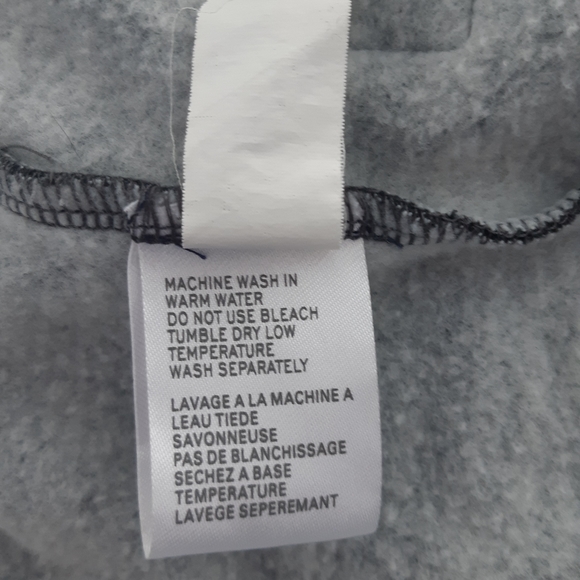 MACHINE WASH IN
WARM WATER
DO NOT USE BLEACH
TUMBLE DRY LOW
TEMPERATURE
WASH SEPARATELY
LAVAGE A LA MACHINE A
LEAU TIEDE
SAVONNEUSE
PAS DE BLANCHISSAGE
SECHEZ A BASE
TEMPERATURE
LAVEGE SEPEREMANT